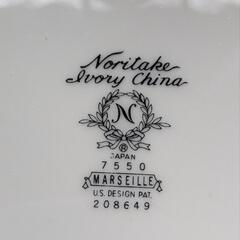 Noritake
Ivory China
N
®
JAPAN
7550
MARSEILLE
U.S. DESIGN PAT.
208649